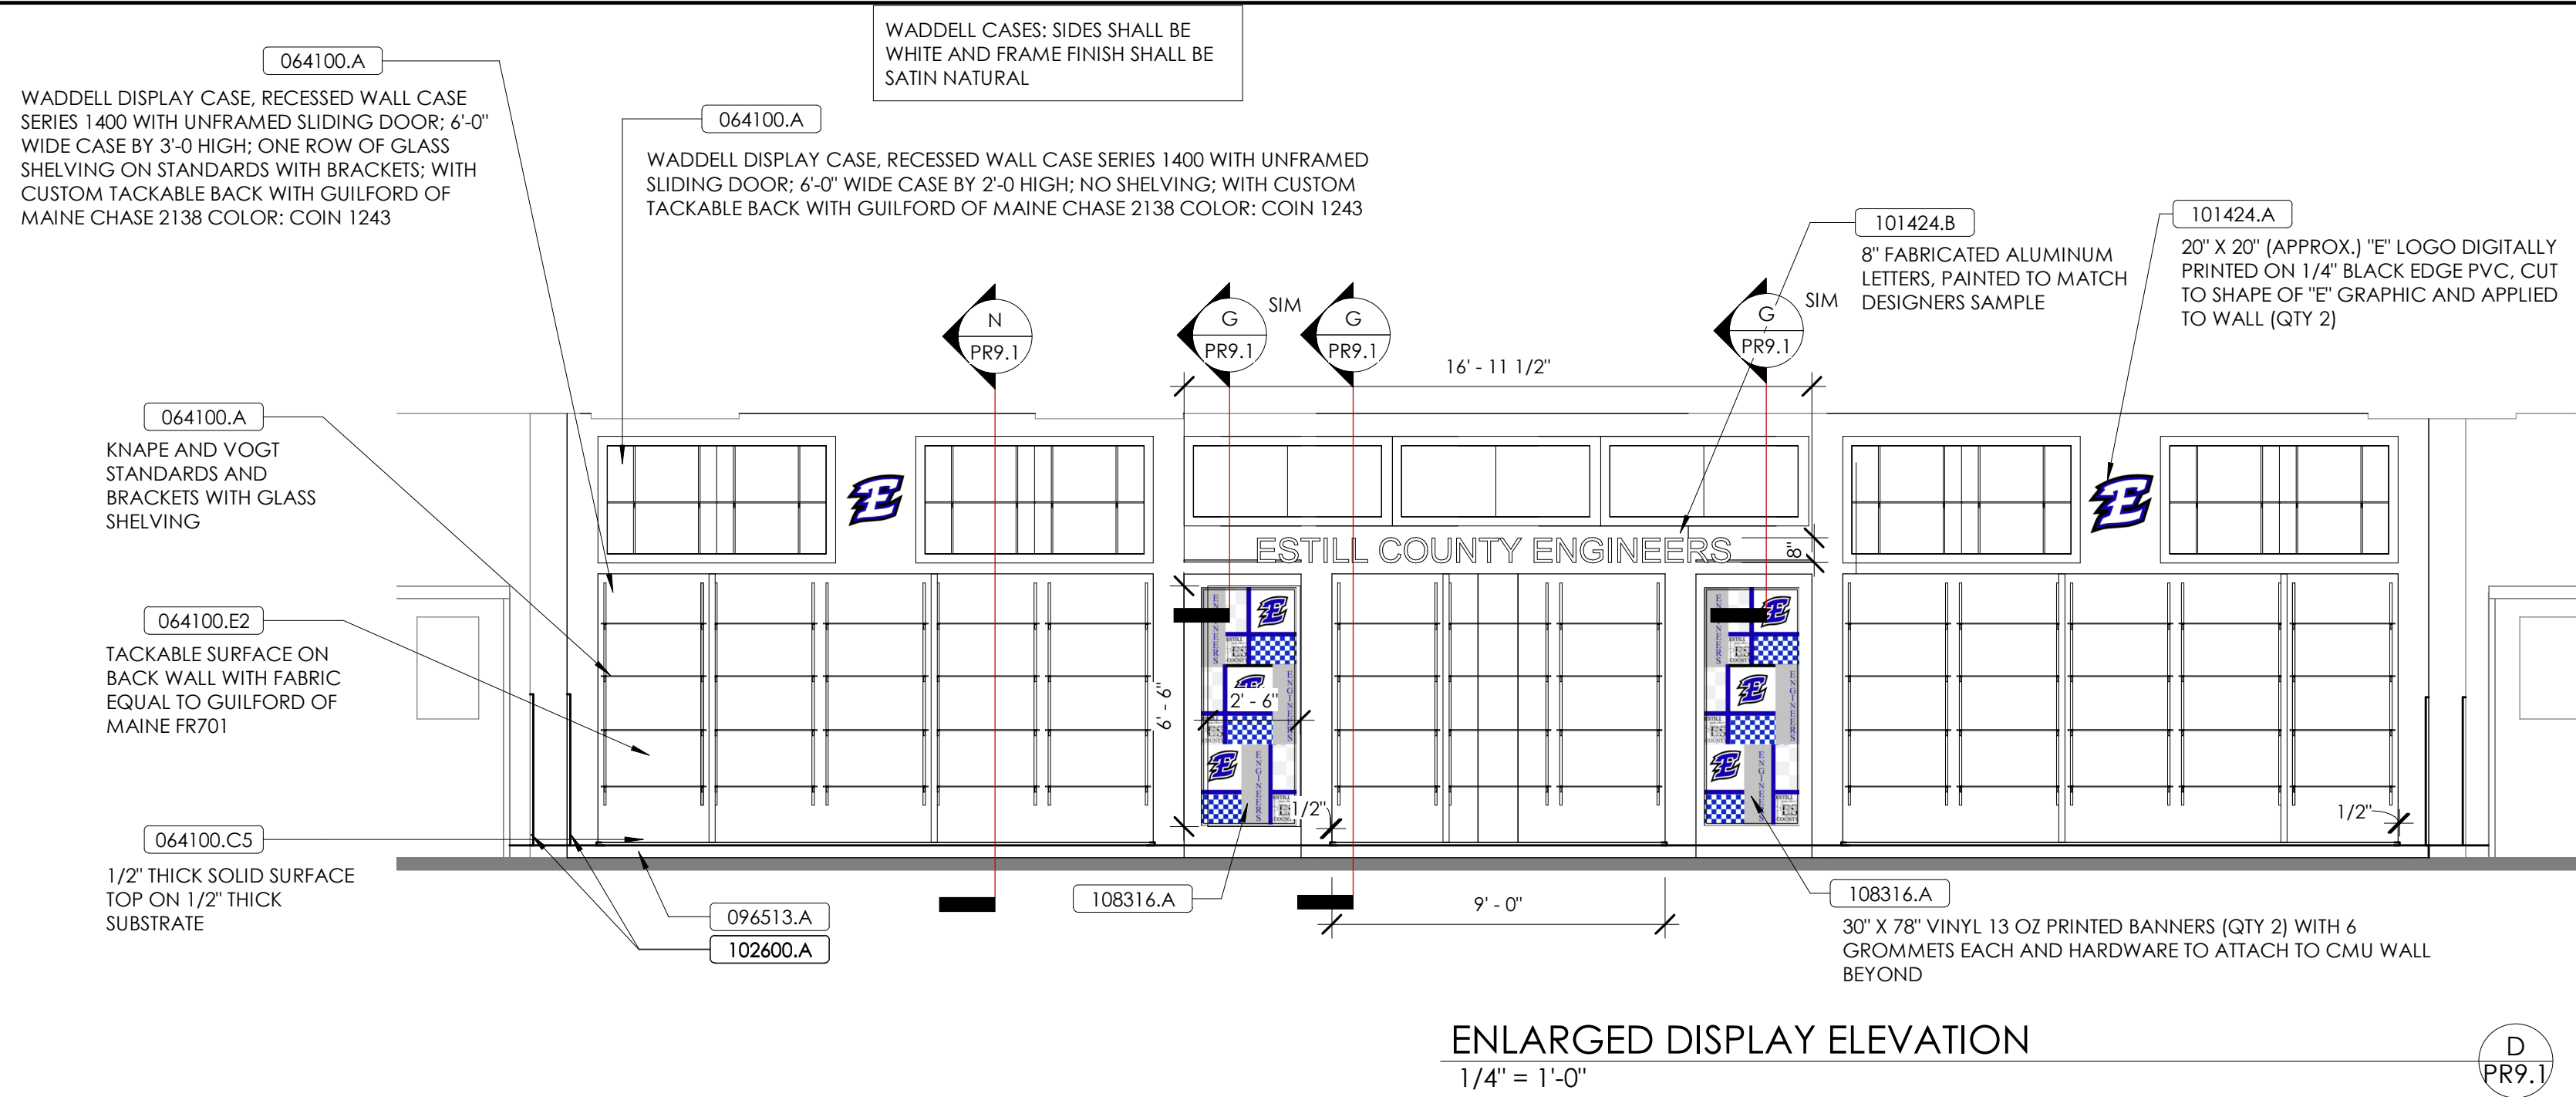 WADDELL CASES: SIDES SHALL BE
WHITE AND FRAME FINISH SHALL BE
SATIN NATURAL
064100.A
WADDELL DISPLAY CASE, RECESSED WALL CASE
SERIES 1400 WITH UNFRAMED SLIDING DOOR; 6'-0"
WIDE CASE BY 3'-0 HIGH; ONE ROW OF GLASS
SHELVING ON STANDARDS WITH BRACKETS; WITH
CUSTOM TACKABLE BACK WITH GUILFORD OF
MAINE CHASE 2138 COLOR: COIN 1243
064100.A
WADDELL DISPLAY CASE, RECESSED WALL CASE SERIES 1400 WITH UNFRAMED
SLIDING DOOR; 6'-0" WIDE CASE BY 2'-0 HIGH; NO SHELVING; WITH CUSTOM
TACKABLE BACK WITH GUILFORD OF MAINE CHASE 2138 COLOR: COIN 1243
101424.B
8" FABRICATED ALUMINUM
LETTERS, PAINTED TO MATCH
DESIGNERS SAMPLE
101424.A
20" X 20" (APPROX.) "E" LOGO DIGITALLY
PRINTED ON 1/4" BLACK EDGE PVC, CUT
TO SHAPE OF "E" GRAPHIC AND APPLIED
TO WALL (QTY 2)
N
PR9.1
G
PR9.1
SIM
G
PR9.1
G
PR9.1
SIM
16' - 11 1/2"
064100.A
KNAPE AND VOGT
STANDARDS AND
BRACKETS WITH GLASS
SHELVING
E
E
ESTILL COUNTY ENGINEERS
8"
064100.E2
TACKABLE SURFACE ON
BACK WALL WITH FABRIC
EQUAL TO GUILFORD OF
MAINE FR701
6' - 6"
2' - 6"
ENGINEERS
E
ENGINEERS
E
ENGINEERS
ENGINEERS
E
ENGINEERS
E
E
ENGINEERS
1/2"
1/2"
064100.C5
1/2" THICK SOLID SURFACE
TOP ON 1/2" THICK
SUBSTRATE
096513.A
102600.A
108316.A
9' - 0"
108316.A
30" X 78" VINYL 13 OZ PRINTED BANNERS (QTY 2) WITH 6
GROMMETS EACH AND HARDWARE TO ATTACH TO CMU WALL
BEYOND
ENLARGED DISPLAY ELEVATION
1/4" = 1'-0"
D
PR9.1